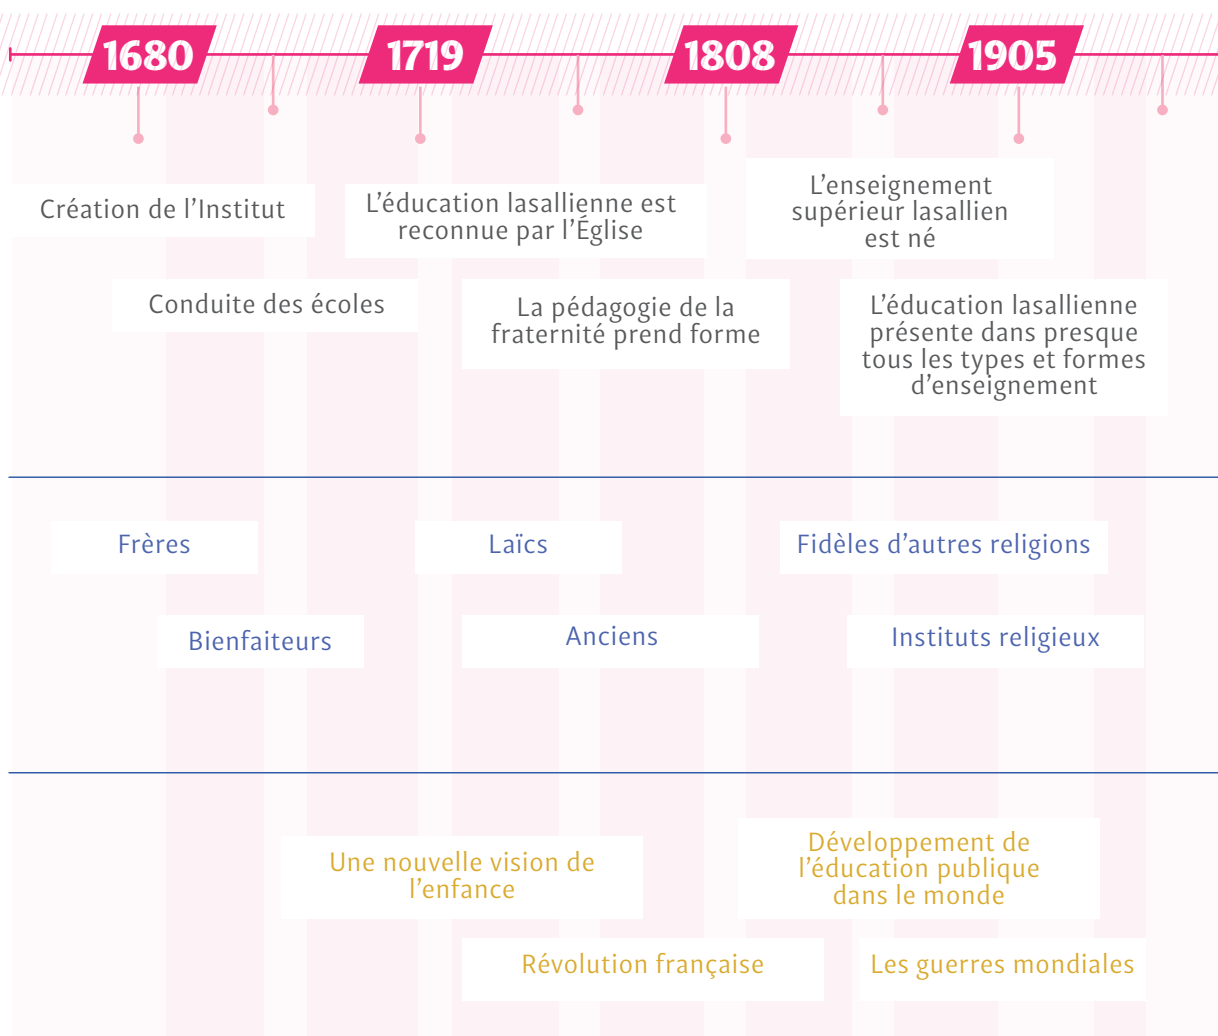 1680
1719
1808
1905
Création de l’Institut
L’éducation lasallienne est
reconnue par l’Église
L’enseignement
supérieur lasallien
est né
Conduite des écoles
La pédagogie de la
fraternité prend forme
L’éducation lasallienne
présente dans presque
tous les types et formes
d’enseignement
Frères
Laïcs
Fidèles d’autres religions
Bienfaiteurs
Anciens
Instituts religieux
Une nouvelle vision de
l’enfance
Développement de
l’éducation publique
dans le monde
Révolution française
Les guerres mondiales